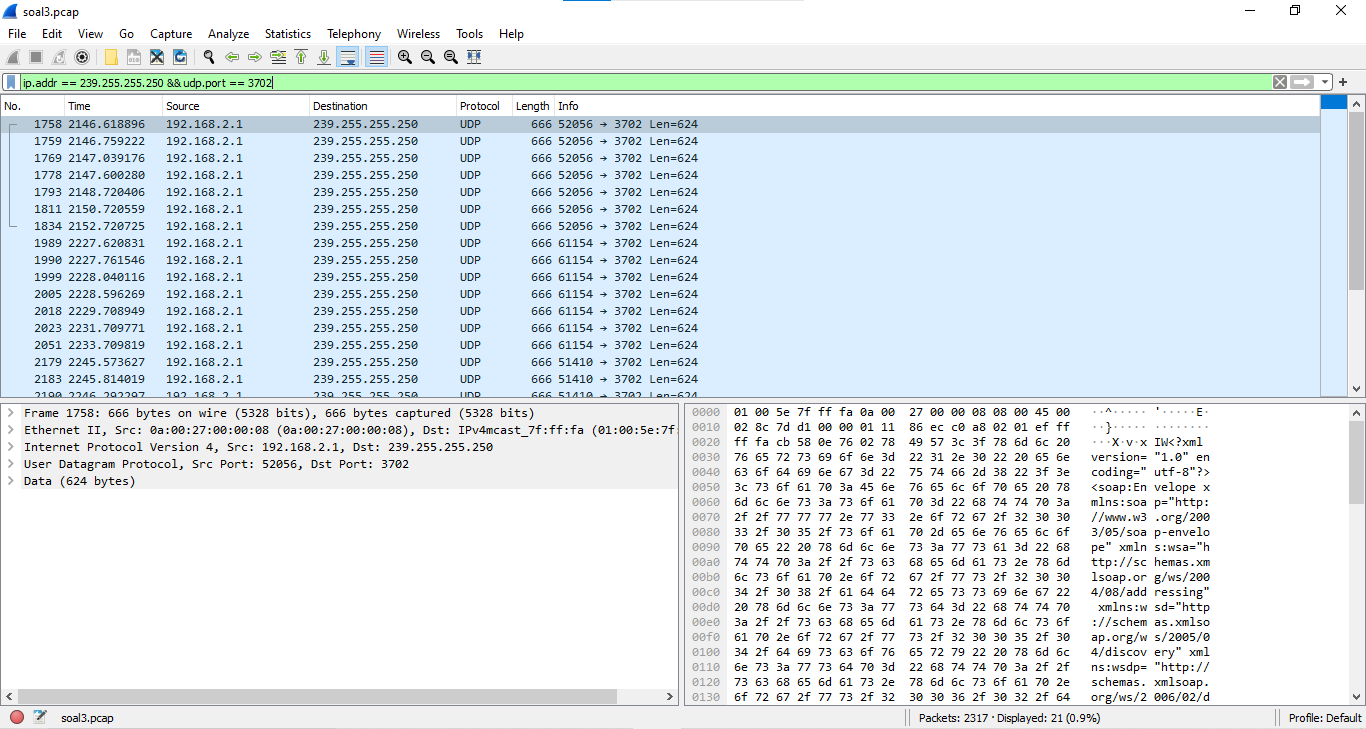 soal3.pcap
File Edit View Go Capture Analyze Statistics Telephony Wireless Tools Help
ip.addr == 239.255.255.250 && udp.port == 3702
No. Time Source Destination Protocol Length Info
1758 2146.618896 192.168.2.1 239.255.255.250 UDP 666 52056 → 3702 Len=624
1759 2146.759222 192.168.2.1 239.255.255.250 UDP 666 52056 → 3702 Len=624
1769 2147.039176 192.168.2.1 239.255.255.250 UDP 666 52056 → 3702 Len=624
1778 2147.600280 192.168.2.1 239.255.255.250 UDP 666 52056 → 3702 Len=624
1793 2148.720406 192.168.2.1 239.255.255.250 UDP 666 52056 → 3702 Len=624
1811 2150.720559 192.168.2.1 239.255.255.250 UDP 666 52056 → 3702 Len=624
1834 2152.720725 192.168.2.1 239.255.255.250 UDP 666 52056 → 3702 Len=624
1989 2227.620831 192.168.2.1 239.255.255.250 UDP 666 61154 → 3702 Len=624
1990 2227.761546 192.168.2.1 239.255.255.250 UDP 666 61154 → 3702 Len=624
1999 2228.040116 192.168.2.1 239.255.255.250 UDP 666 61154 → 3702 Len=624
2005 2228.596269 192.168.2.1 239.255.255.250 UDP 666 61154 → 3702 Len=624
2018 2229.708949 192.168.2.1 239.255.255.250 UDP 666 61154 → 3702 Len=624
2023 2231.709771 192.168.2.1 239.255.255.250 UDP 666 61154 → 3702 Len=624
2051 2233.709819 192.168.2.1 239.255.255.250 UDP 666 61154 → 3702 Len=624
2179 2245.573627 192.168.2.1 239.255.255.250 UDP 666 51410 → 3702 Len=624
2183 2245.814019 192.168.2.1 239.255.255.250 UDP 666 51410 → 3702 Len=624
2190 2246.292297 192.168.2.1 239.255.255.250 UDP 666 51410 → 3702 Len=624
Frame 1758: 666 bytes on wire (5328 bits), 666 bytes captured (5328 bits)
Ethernet II, Src: 0a:00:27:00:00:08 (0a:00:27:00:00:08), Dst: IPv4mcast_7f:ff:fa (01:00:5e:7f:
Internet Protocol Version 4, Src: 192.168.2.1, Dst: 239.255.255.250
User Datagram Protocol, Src Port: 52056, Dst Port: 3702
Data (624 bytes)
0000 01 00 5e 7f ff fa 0a 00 27 00 00 08 08 00 45 00 ··^····· '·····E·
0010 02 8c 7d d1 00 00 01 11 86 ec c0 a8 02 01 ef ff ··}····· ········
0020 ff fa cb 58 0e 76 02 78 49 57 3c 3f 78 6d 6c 20 ···X·v·x IW<?xml
0030 76 65 72 73 69 6f 6e 3d 22 31 2e 30 22 20 65 6e version= "1.0" en
0040 63 6f 64 69 6e 67 3d 22 75 74 66 2d 38 22 3f 3e coding=" utf-8"?>
0050 3c 73 6f 61 70 3a 45 6e 76 65 6c 6f 70 65 20 78 <soap:En velope x
0060 6d 6c 6e 73 3a 73 6f 61 70 3d 22 68 74 74 70 3a mlns:soa p="http:
0070 2f 2f 77 77 77 2e 77 33 2e 6f 72 67 2f 32 30 30 //www.w3 .org/200
0080 33 2f 30 35 2f 73 6f 61 70 2d 65 6e 76 65 6c 6f 3/05/soa p-envelo
0090 70 65 22 20 78 6d 6c 6e 73 3a 77 73 61 3d 22 68 pe" xmln s:wsa="h
00a0 74 74 70 3a 2f 2f 73 63 68 65 6d 61 73 2e 78 6d ttp://sc hemas.xm
00b0 6c 73 6f 61 70 2e 6f 72 67 2f 77 73 2f 32 30 30 lsoap.or g/ws/200
00c0 34 2f 30 38 2f 61 64 64 72 65 73 73 69 6e 67 22 4/08/add ressing"
00d0 20 78 6d 6c 6e 73 3a 77 73 64 3d 22 68 74 74 70 xmlns:w sd="http
00e0 3a 2f 2f 73 63 68 65 6d 61 73 2e 78 6d 6c 73 6f ://schem as.xmlso
00f0 61 70 2e 6f 72 67 2f 77 73 2f 32 30 30 35 2f 30 ap.org/w s/2005/0
0100 34 2f 64 69 73 63 6f 76 65 72 79 22 20 78 6d 6c 4/discov ery" xml
0110 6e 73 3a 77 73 64 70 3d 22 68 74 74 70 3a 2f 2f ns:wsdp= "http://
0120 73 63 68 65 6d 61 73 2e 78 6d 6c 73 6f 61 70 2e schemas. xmlsoap.
0130 6f 72 67 2f 77 73 2f 32 30 30 36 2f 30 32 2f 64 org/ws/2 006/02/d
soal3.pcap
Packets: 2317 · Displayed: 21 (0.9%)
Profile: Default